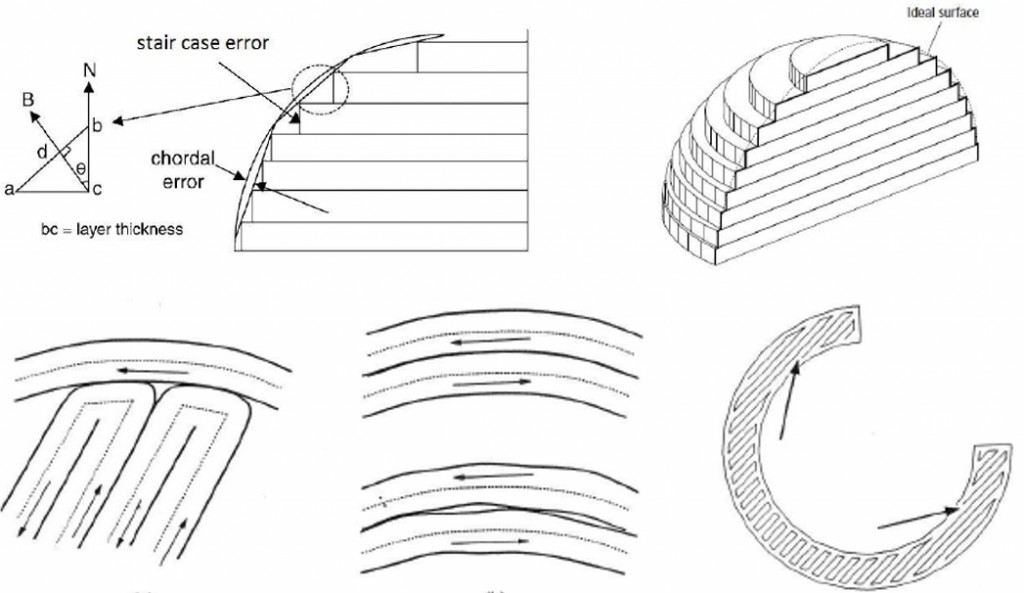 Ideal surface
stair case error
N
B
b
d
θ
a
c
chordal
error
bc = layer thickness